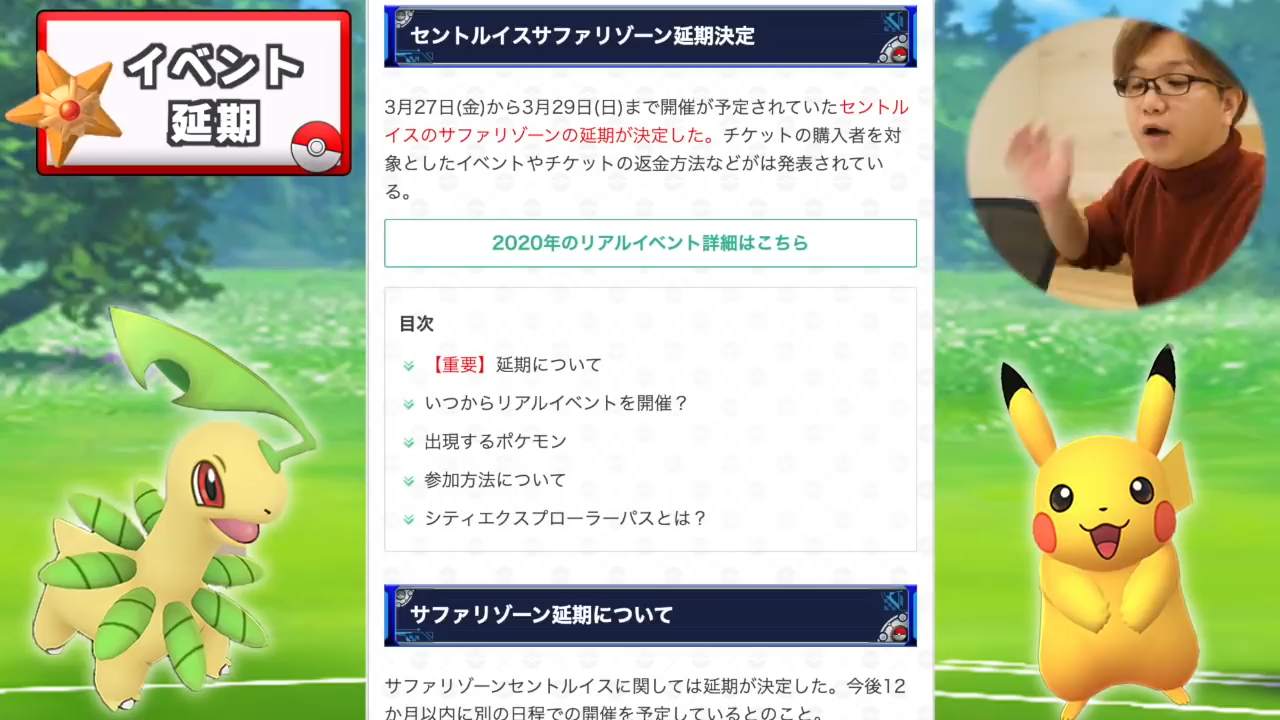 イベント
延期
セントルイスサファリゾーン延期決定
3月27日(金)から3月29日(日)まで開催が予定されていたセントル
イスのサファリゾーンの延期が決定した。チケットの購入者を対
象としたイベントやチケットの返金方法などがは発表されてい
る。
2020年のリアルイベント詳細はこちら
目次
【重要】延期について
いつからリアルイベントを開催？
出現するポケモン
参加方法について
シティエクスプローラーパスとは？
サファリゾーン延期について
サファリゾーンセントルイスに関しては延期が決定した。今後12
か月以内に別の日程での開催を予定しているとのこと。